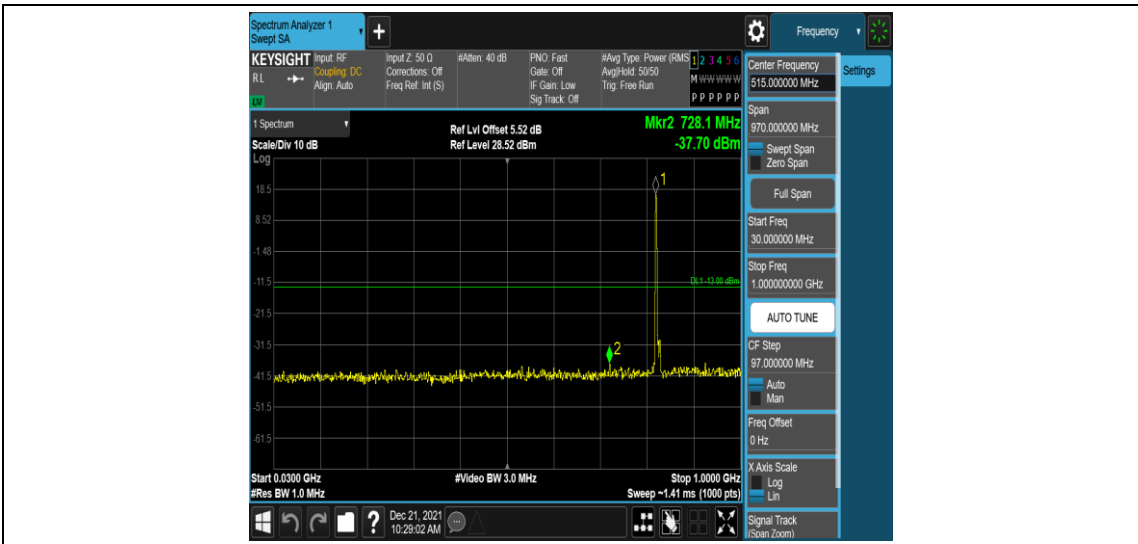 Spectrum Analyzer 1
Swept SA
+
Frequency
KEYSIGHT
RL
LXI
Input: RF
Coupling: DC
Align: Auto
Input Z: 50 Ω
Corrections: Off
Freq Ref: Int (S)
#Atten: 40 dB
PNO: Fast
Gate: Off
IF Gain: Low
Sig Track: Off
#Avg Type: Power (RMS
Avg|Hold: 50/50
Trig: Free Run
1 2 3 4 5 6
M W W W W W
P P P P P P
1 Spectrum
Scale/Div 10 dB
Ref Lvl Offset 5.52 dB
Ref Level 28.52 dBm
Mkr2 728.1 MHz
-37.70 dBm
Log
18.5
8.52
-1.48
-11.5
-21.5
-31.5
-41.5
-51.5
-61.5
1
DL1 -13.00 dBm
2
Start 0.0300 GHz
#Res BW 1.0 MHz
#Video BW 3.0 MHz
Stop 1.0000 GHz
Sweep ~1.41 ms (1000 pts)
?
Dec 21, 2021
10:29:02 AM
Center Frequency
515.000000 MHz
Settings
Span
970.000000 MHz
Swept Span
Zero Span
Full Span
Start Freq
30.000000 MHz
Stop Freq
1.000000000 GHz
AUTO TUNE
CF Step
97.000000 MHz
Auto
Man
Freq Offset
0 Hz
X Axis Scale
Log
Lin
Signal Track
(Span Zoom)